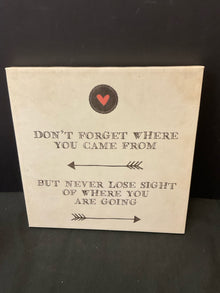 DON'T FORGET WHERE
YOU CAME FROM
BUT NEVER LOSE SIGHT
OF WHERE YOU
ARE GOING